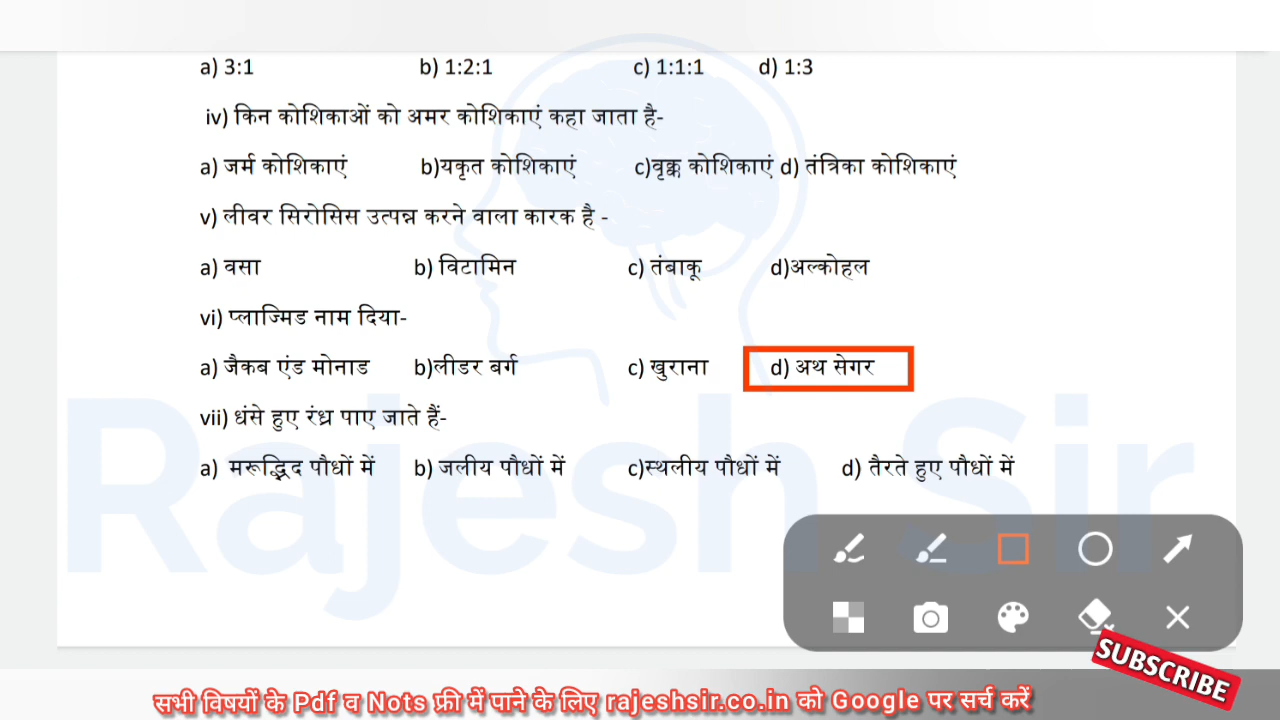 a) 3:1 b) 1:2:1 c) 1:1:1 d) 1:3
iv) किन कोशिकाओं को अमर कोशिकाएं कहा जाता है-
a) जर्म कोशिकाएं b)यकृत कोशिकाएं c)वृक्क कोशिकाएं d) तंत्रिका कोशिकाएं
v) लीवर सिरोसिस उत्पन्न करने वाला कारक है -
a) वसा b) विटामिन c) तंबाकू d)अल्कोहल
vi) प्लाज्मिड नाम दिया-
a) जैकब एंड मोनाड b)लीडर बर्ग c) खुराना d) अथ सेगर
vii) धंसे हुए रंध्र पाए जाते हैं-
a) मरूद्भिद पौधों में b) जलीय पौधों में c)स्थलीय पौधों में d) तैरते हुए पौधों में
Rajesh Sir
SUBSCRIBE
सभी विषयों के Pdf व Nots फ्री में पाने के लिए rajeshsir.co.in को Google पर सर्च करें